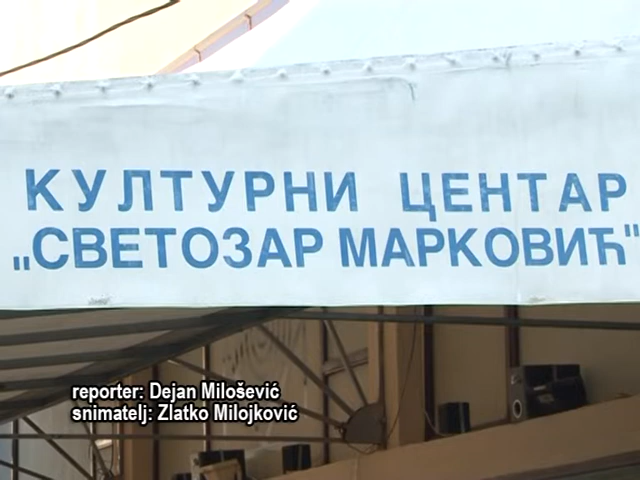 КУЛТУРНИ ЦЕНТАР
„СВЕТОЗАР МАРКОВИЋ"
reporter: Dejan Milošević
snimatelj: Zlatko Milojković